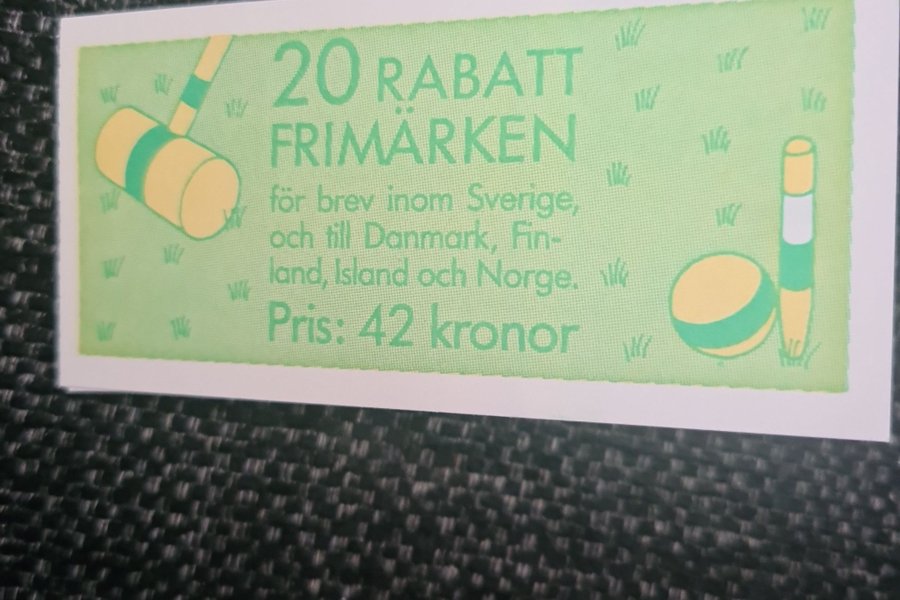 20 RABATT
FRIMÄRKEN
för brev inom Sverige,
och till Danmark, Fin-
land, Island och Norge.
Pris: 42 kronor